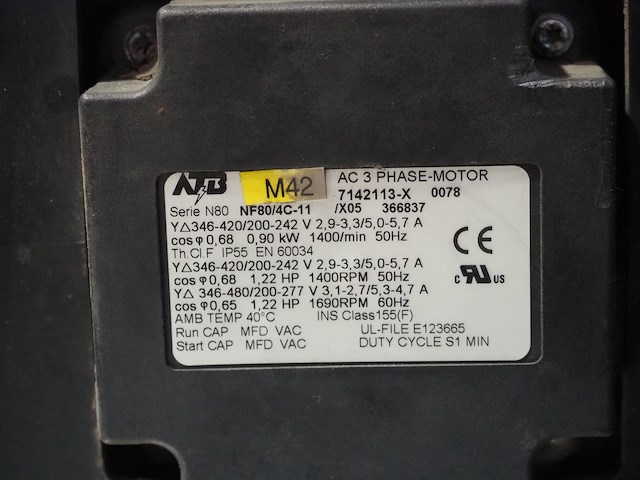 ATB M42 AC 3 PHASE-MOTOR
7142113-X 0078
Serie N80 NF80/4C-11 /X05 366837
Y△346-420/200-242 V 2,9-3,3/5,0-5,7 A
cos φ 0,68 0,90 kW 1400/min 50Hz
Th.Cl.F IP55 EN 60034
Y△346-420/200-242 V 2,9-3,3/5,0-5,7 A
cos φ 0,68 1,22 HP 1400RPM 50Hz
Y△ 346-480/200-277 V 3,1-2,7/5,3-4,7 A
cos φ 0,65 1,22 HP 1690RPM 60Hz
AMB TEMP 40°C INS Class155(F)
Run CAP MFD VAC UL-FILE E123665
Start CAP MFD VAC DUTY CYCLE S1 MIN
CE
c RU US